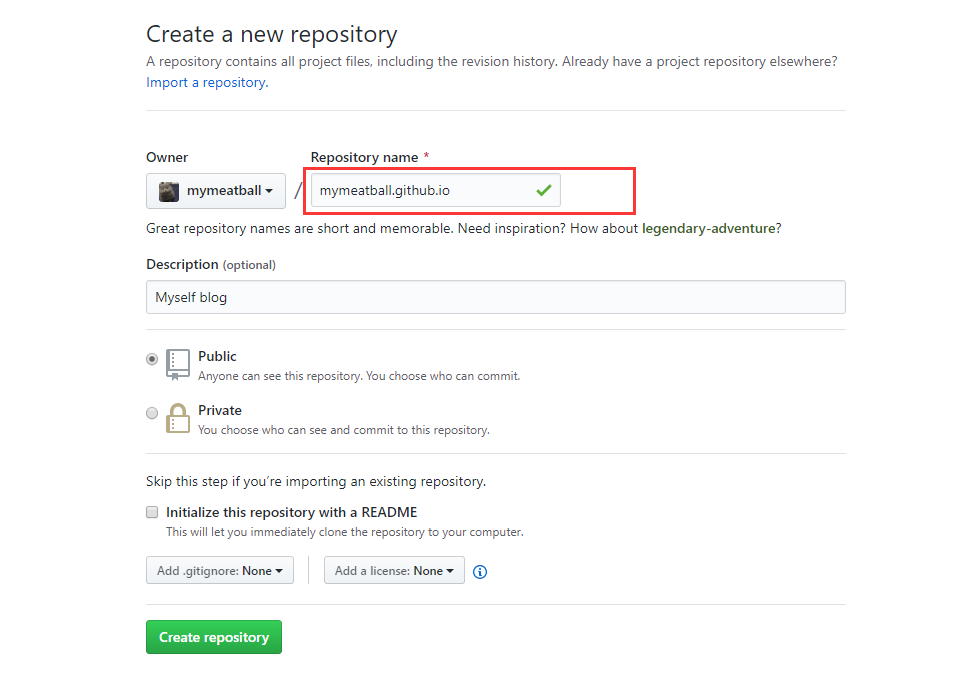 Create a new repository
A repository contains all project files, including the revision history. Already have a project repository elsewhere?
Import a repository.
Owner Repository name *
mymeatball / mymeatball.github.io
Great repository names are short and memorable. Need inspiration? How about legendary-adventure?
Description (optional)
Myself blog
Public
Anyone can see this repository. You choose who can commit.
Private
You choose who can see and commit to this repository.
Skip this step if you’re importing an existing repository.
Initialize this repository with a README
This will let you immediately clone the repository to your computer.
Add .gitignore: None Add a license: None
Create repository